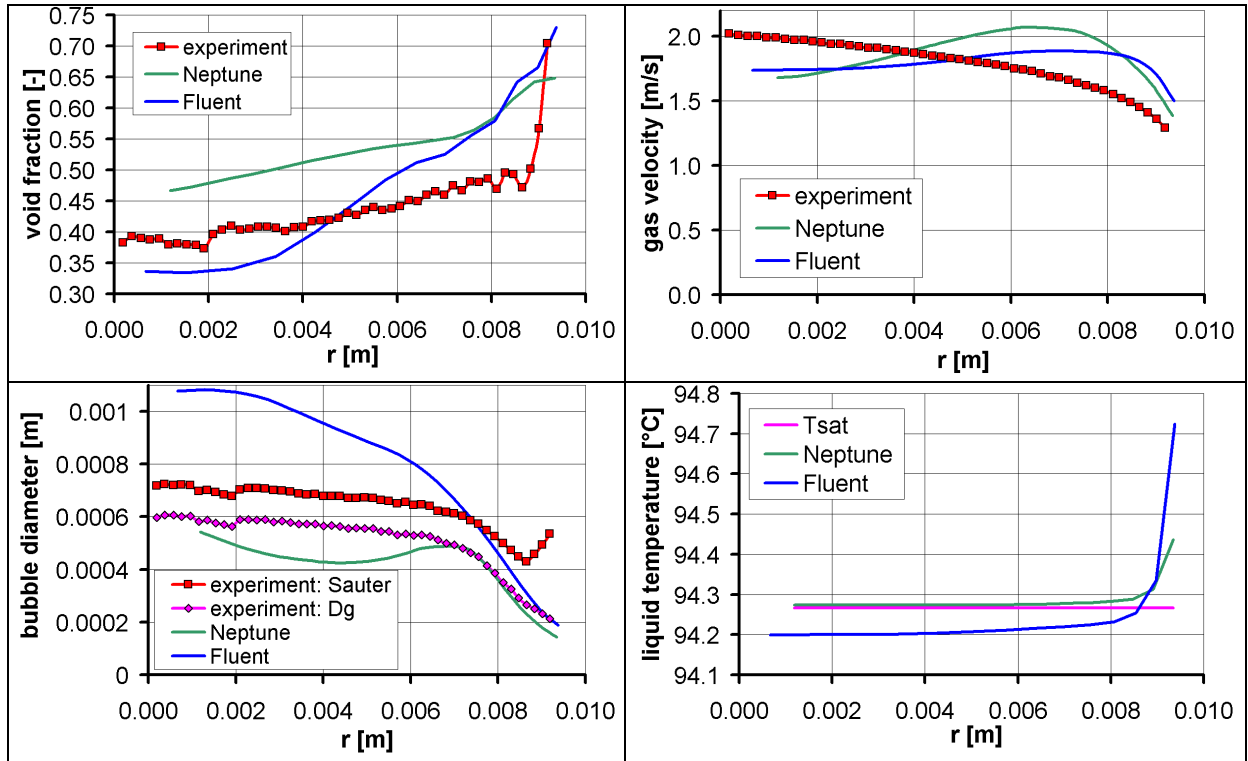 void fraction [-]
0.75
0.70
0.65
0.60
0.55
0.50
0.45
0.40
0.35
0.30
experiment
Neptune
Fluent
0.000 0.002 0.004 0.006 0.008 0.010
r [m]
gas velocity [m/s]
2.0
1.5
1.0
0.5
0.0
experiment
Neptune
Fluent
0.000 0.002 0.004 0.006 0.008 0.010
r [m]
bubble diameter [m]
0.001
0.0008
0.0006
0.0004
0.0002
0
experiment: Sauter
experiment: Dg
Neptune
Fluent
0.000 0.002 0.004 0.006 0.008 0.010
r [m]
liquid temperature [°C]
94.8
94.7
94.6
94.5
94.4
94.3
94.2
94.1
Tsat
Neptune
Fluent
0.000 0.002 0.004 0.006 0.008 0.010
r [m]